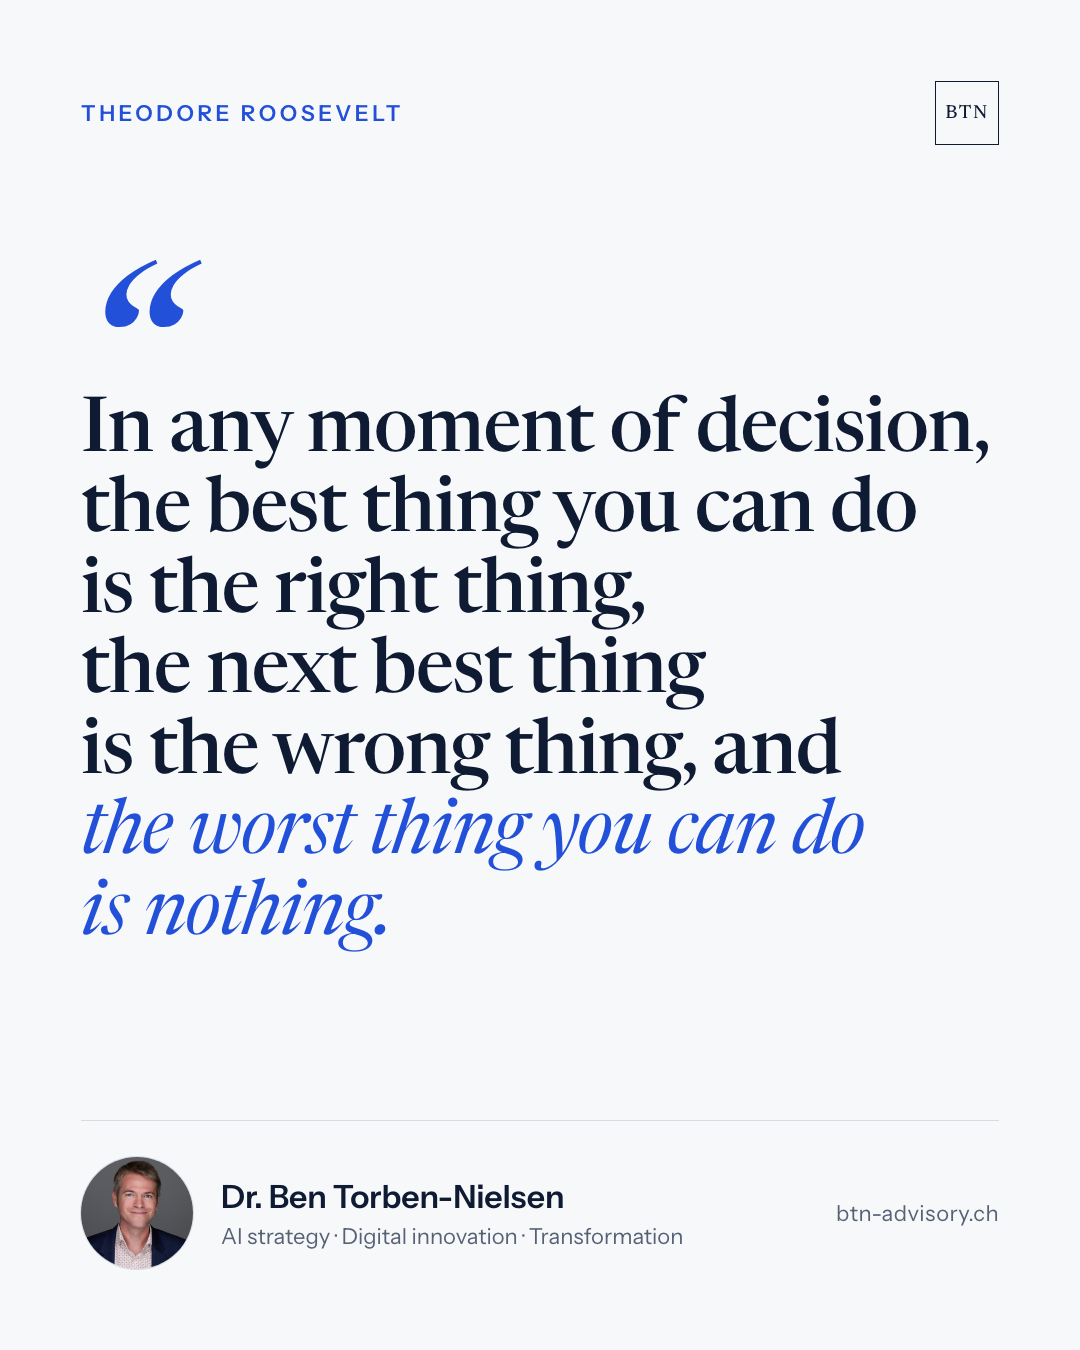 THEODORE ROOSEVELT
BTN
“
In any moment of decision,
the best thing you can do
is the right thing,
the next best thing
is the wrong thing, and
the worst thing you can do
is nothing.
Dr. Ben Torben-Nielsen
AI strategy · Digital innovation · Transformation
btn-advisory.ch